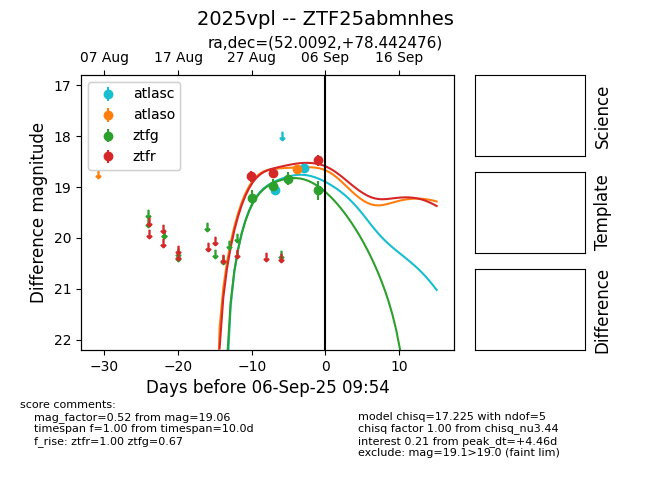 2025vpl -- ZTF25abmnhes
ra,dec=(52.0092,+78.442476)
07 Aug 17 Aug 27 Aug 06 Sep 16 Sep
17
18
19
20
21
22
Difference magnitude
atlasc
atlaso
ztfg
ztfr
−30 −20 −10 0 10
Days before 06-Sep-25 09:54
Science
Template
Difference
score comments:
mag_factor=0.52 from mag=19.06
timespan f=1.00 from timespan=10.0d
f_rise: ztfr=1.00 ztfg=0.67
model chisq=17.225 with ndof=5
chisq factor 1.00 from chisq_nu3.44
interest 0.21 from peak_dt=+4.46d
exclude: mag=19.1>19.0 (faint lim)